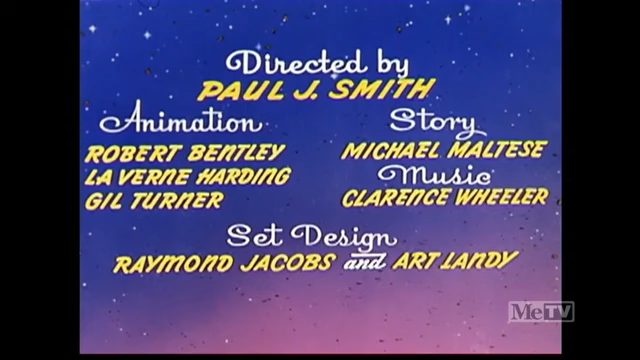 Directed by
PAUL J. SMITH
Animation
ROBERT BENTLEY
LA VERNE HARDING
GIL TURNER
Story
MICHAEL MALTESE
Music
CLARENCE WHEELER
Set Design
RAYMOND JACOBS and ART LANDY
MeTV